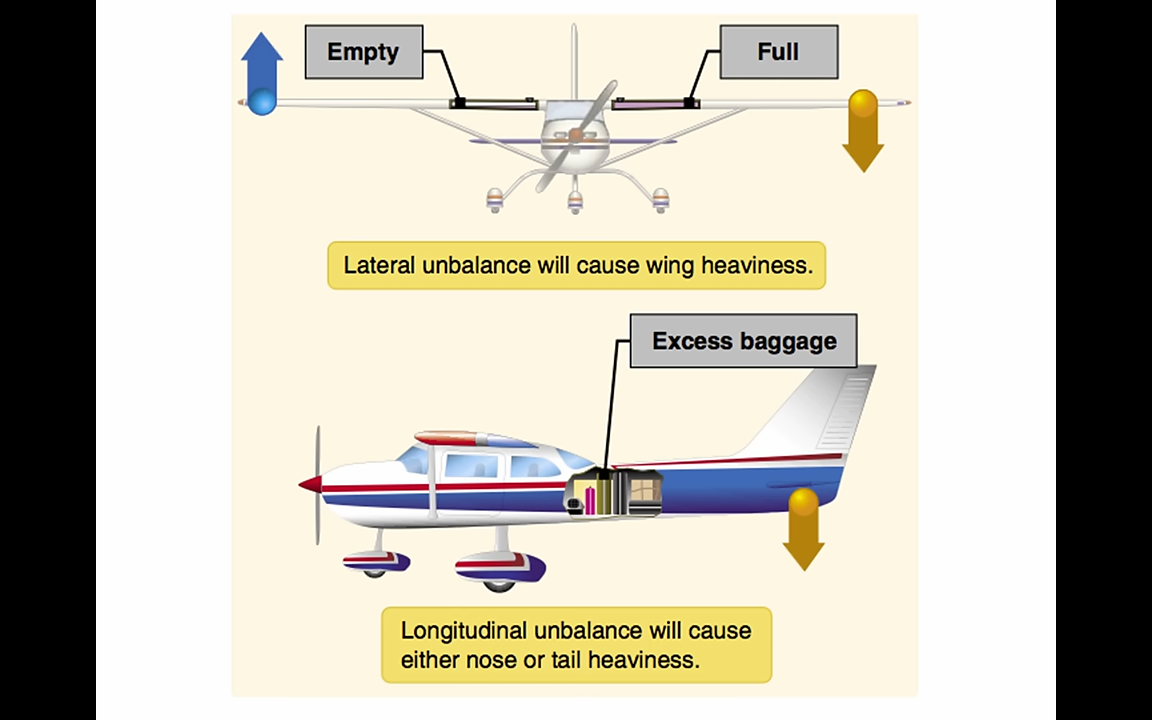 Empty
Full
Lateral unbalance will cause wing heaviness.
Excess baggage
Longitudinal unbalance will cause
either nose or tail heaviness.